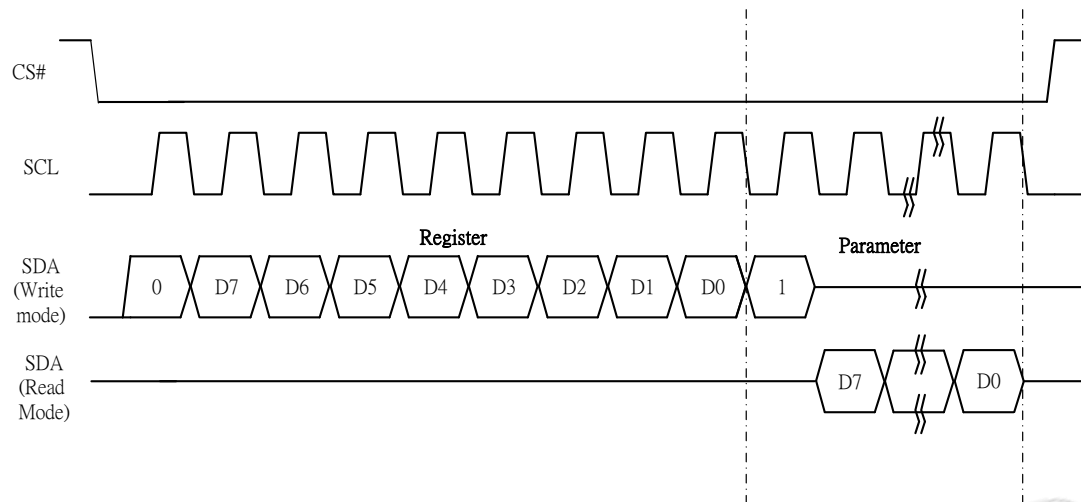 CS#
SCL
Register
Parameter
SDA
(Write
mode)
0 D7 D6 D5 D4 D3 D2 D1 D0 1
SDA
(Read
Mode)
D7 D0